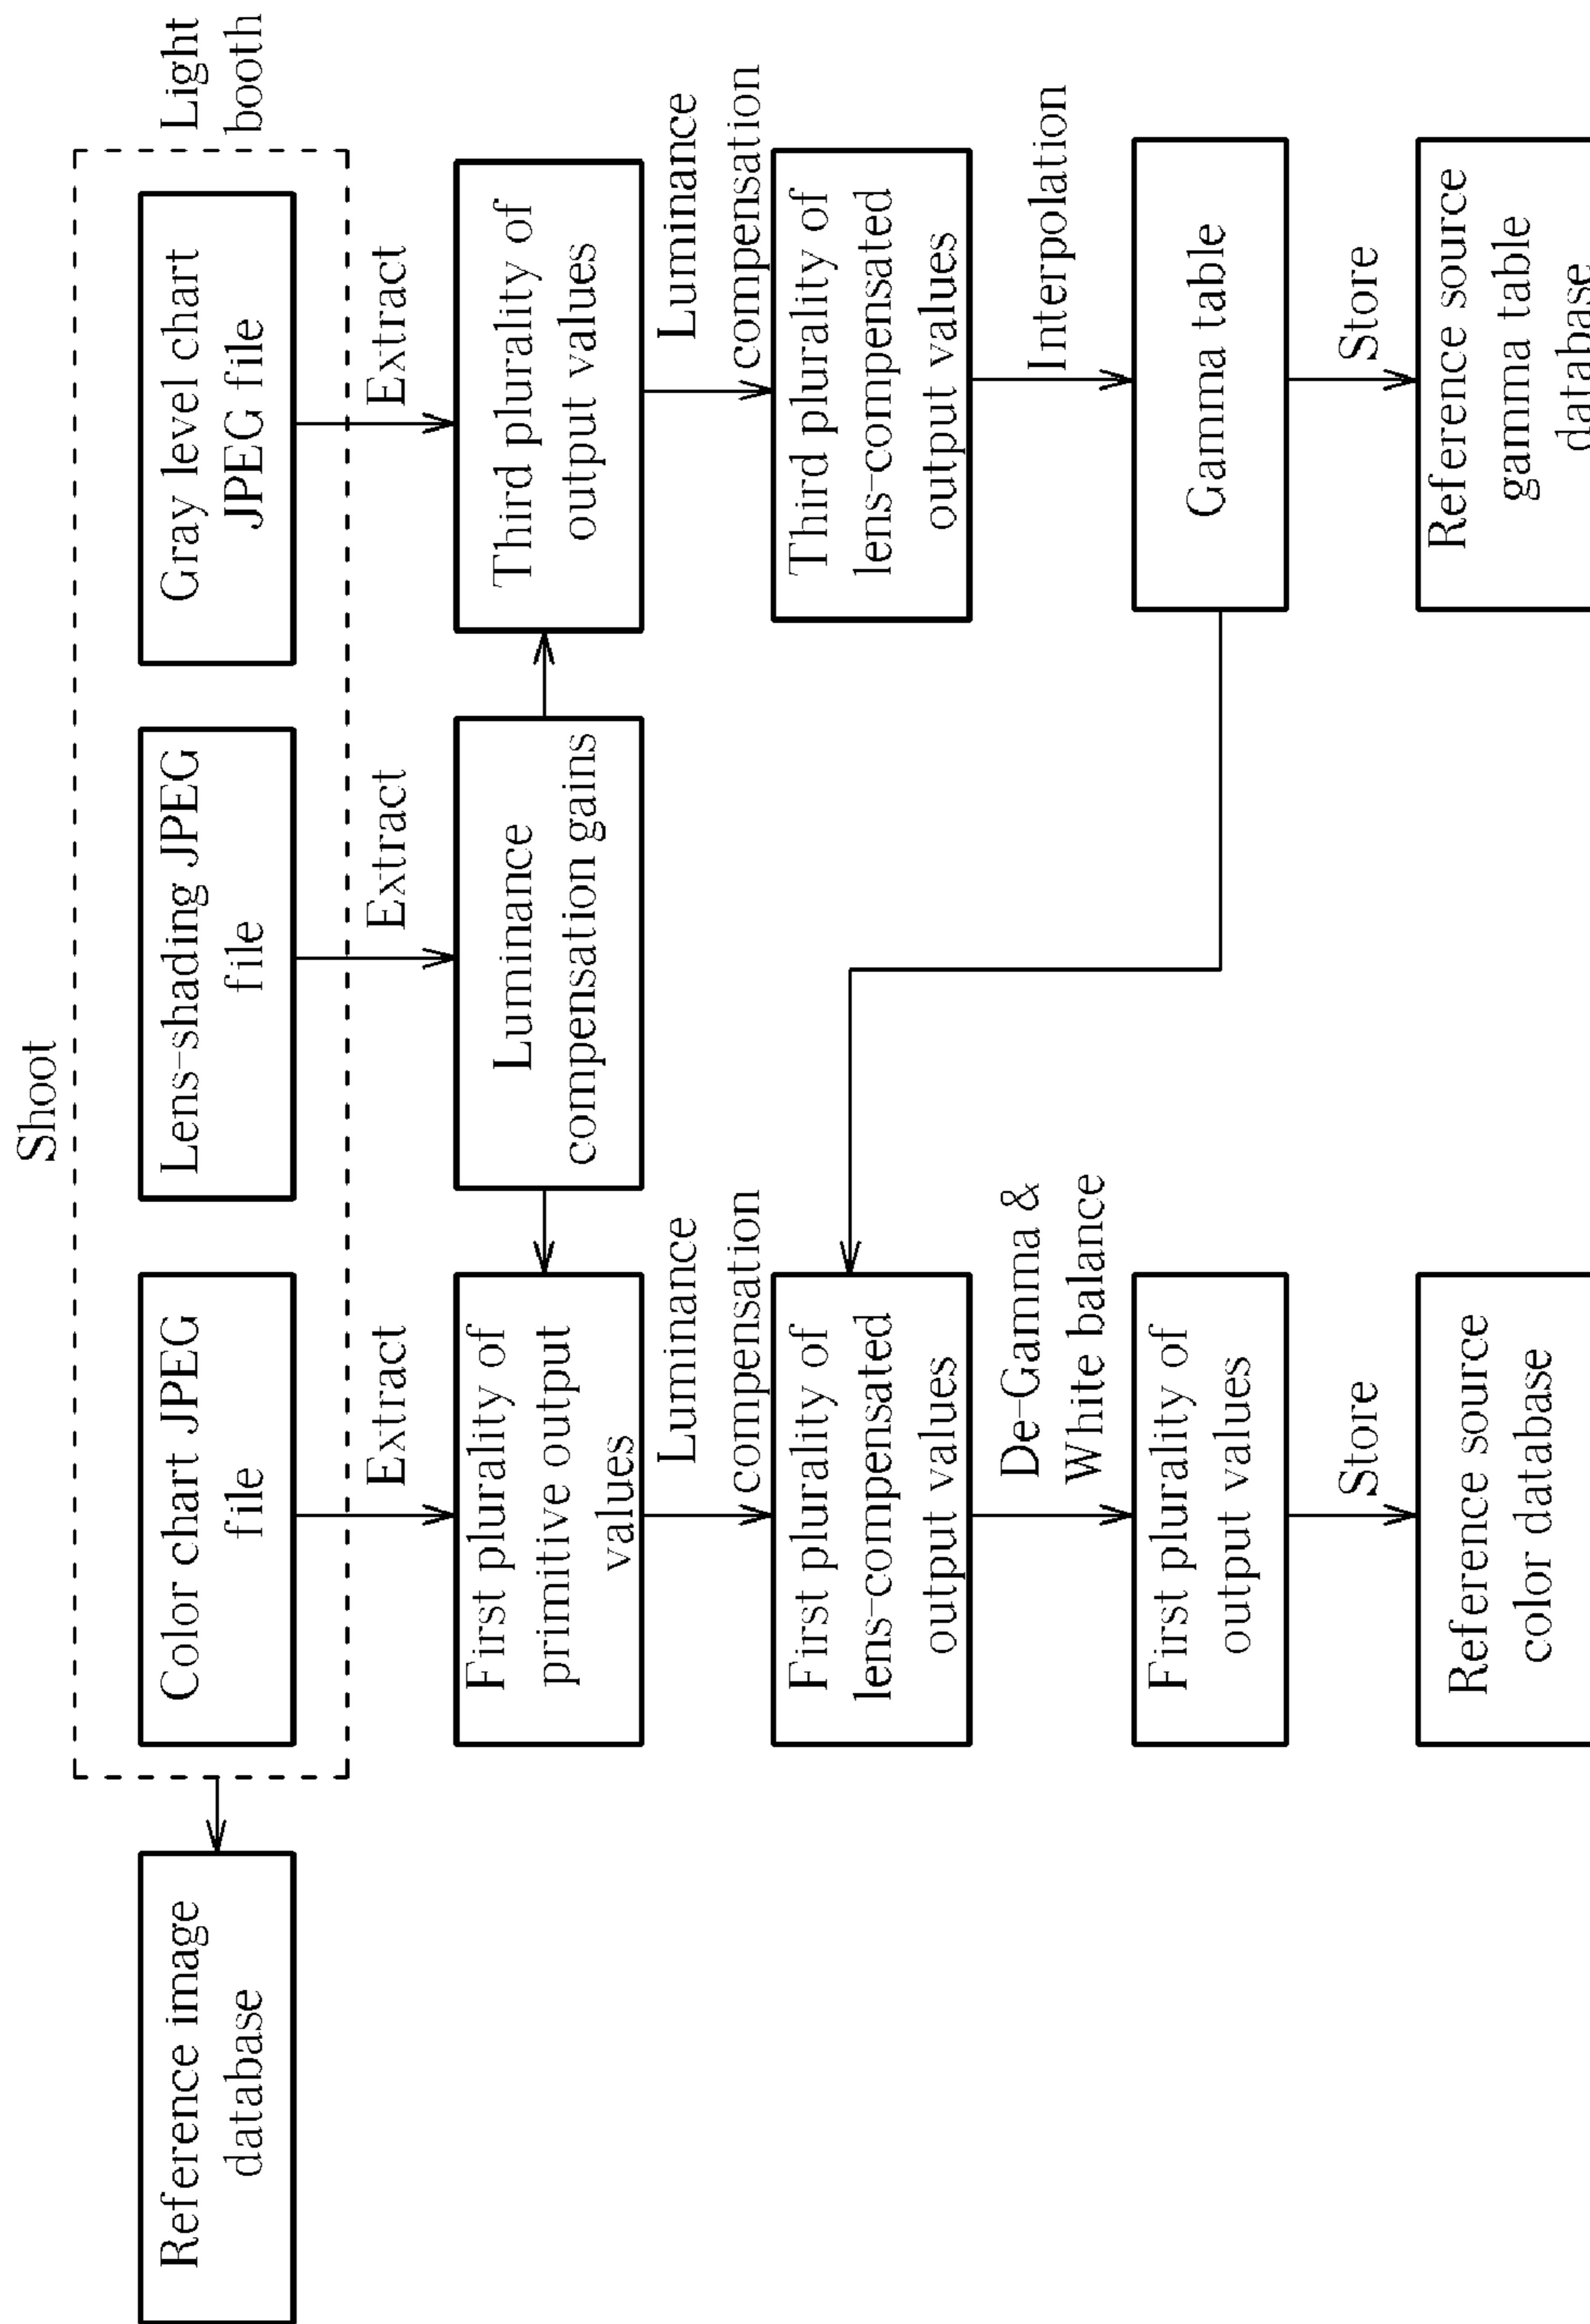 Shoot
Light
booth
Reference image
database
Color chart JPEG
file
Lens-shading JPEG
file
Gray level chart
JPEG file
Extract
Extract
Extract
First plurality of
primitive output
values
Luminance
compensation gains
Third plurality of
output values
Luminance
compensation
Luminance
compensation
First plurality of
lens-compensated
output values
Third plurality of
lens-compensated
output values
De-Gamma &
White balance
Interpolation
First plurality of
output values
Gamma table
Store
Store
Reference source
color database
Reference source
gamma table
database